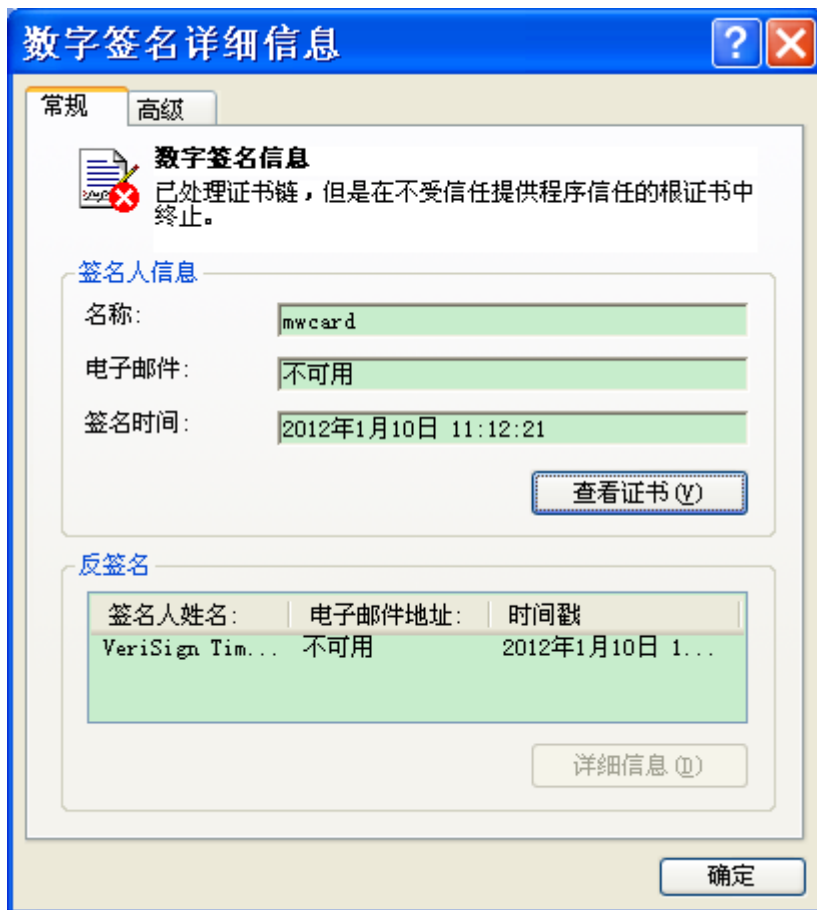 数字签名详细信息
常规
高级
数字签名信息
已处理证书链，但是在不受信任提供程序信任的根证书中
终止。
签名人信息
名称:
mwcard
电子邮件:
不可用
签名时间:
2012年1月10日 11:12:21
查看证书(V)
反签名
签名人姓名: 电子邮件地址: 时间戳
VeriSign Tim... 不可用 2012年1月10日 1...
详细信息(D)
确定